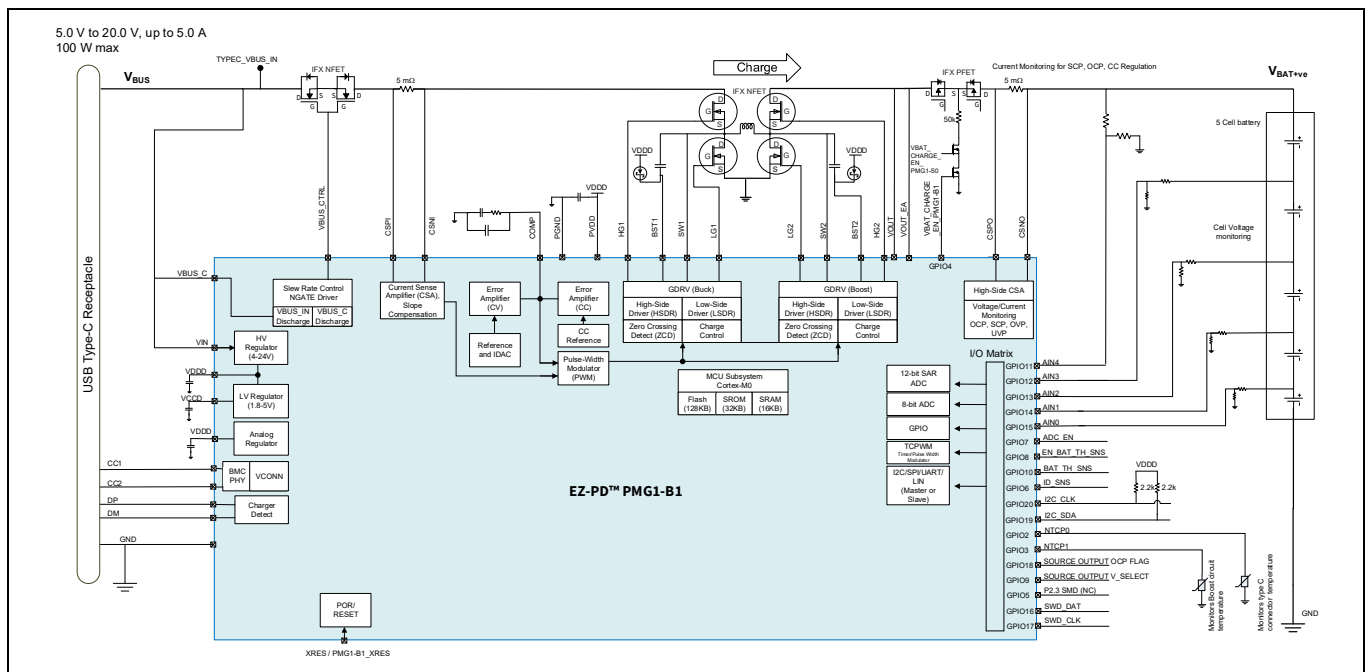 5.0 V to 20.0 V, up to 5.0 A
100 W max
TYPEC_VBUS_IN
VBUS
IFX NFET
D
S
S
D
G
G
5 mΩ
Charge
IFX NFET
D
G
S
D
G
S
D
G
S
D
G
S
IFX PFET
D
S
S
D
G
G
Current Monitoring for SCP, OCP, CC Regulation
5 mΩ
VBAT+ve
50k
5 Cell battery
Cell Voltage
monitoring
VBAT_
CHARGE_
EN_
PMG1-S0
VBAT_CHARGE_
EN_PMG1-B1
VDDD
VDDD
VDDD
USB Type-C Receptacle
VBUS_CTRL
CSPI
CSNI
COMP
PGND
PVDD
HG1
BST1
SW1
LG1
LG2
SW2
BST2
HG2
VOUT
VOUT_EA
CSPO
CSNO
GPIO4
VBUS_C
Slew Rate Control
NGATE Driver
VBUS_IN
Discharge
VBUS_C
Discharge
Current Sense
Amplifier (CSA),
Slope
Compensation
Error
Amplifier
(CV)
Error
Amplifier
(CC)
Reference
and IDAC
CC
Reference
Pulse-Width
Modulator
(PWM)
GDRV (Buck)
High-Side
Driver (HSDR)
Low-Side
Driver (LSDR)
Zero Crossing
Detect (ZCD)
Charge
Control
GDRV (Boost)
High-Side
Driver (HSDR)
Low-Side
Driver (LSDR)
Zero Crossing
Detect (ZCD)
Charge
Control
High-Side CSA
Voltage/Current
Monitoring
OCP, SCP, OVP,
UVP
MCU Subsystem
Cortex-M0
Flash
(128KB)
SROM
(32KB)
SRAM
(16KB)
VIN
HV
Regulator
(4-24V)
VDDD
LV Regulator
(1.8-5V)
VCCD
VDDD
Analog
Regulator
CC1
CC2
BMC
PHY
VCONN
DP
DM
Charger
Detect
GND
EZ-PD™ PMG1-B1
POR/
RESET
XRES / PMG1-B1_XRES
I/O Matrix
12-bit SAR
ADC
8-bit ADC
GPIO
TCPWM
Timer/Pulse Width
Modulator
I2C/SPI/UART/
LIN
(Master or
Slave)
GPIO11 AIN4
GPIO12 AIN3
GPIO13 AIN2
GPIO14 AIN1
GPIO15 AIN0
GPIO7 ADC_EN
GPIO8 EN_BAT_TH_SNS
GPIO10 BAT_TH_SNS
GPIO6 ID_SNS
GPIO20 I2C_CLK
GPIO19 I2C_SDA
GPIO2 NTCP0
GPIO3 NTCP1
GPIO18 SOURCE OUTPUT OCP FLAG
GPIO9 SOURCE OUTPUT V_SELECT
GPIO5 P2.3 SMD (NC)
GPIO16 SWD_DAT
GPIO17 SWD_CLK
VDDD
2.2k
2.2k
Monitors Boost circuit
temperature
Monitors type C
connector temperature
GND